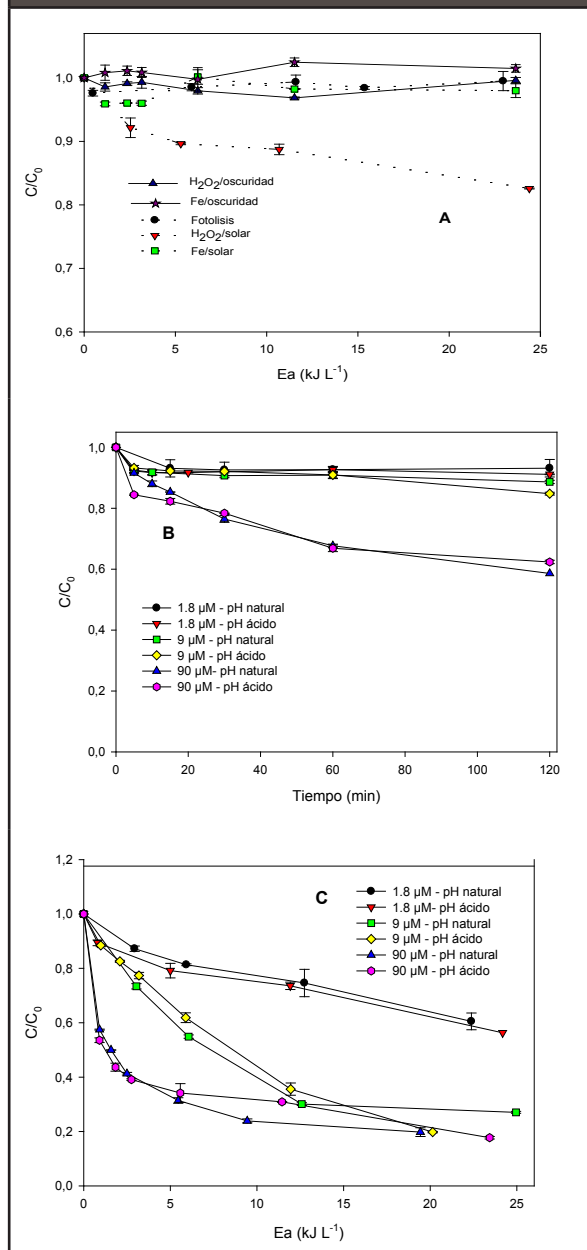 1,0
0,9
0,8
0,7
0,6
C/C₀
H₂O₂/oscuridad
Fe/oscuridad
Fotolisis
H₂O₂/solar
Fe/solar
A
0 5 10 15 20 25
Ea (kJ L⁻¹)
1,0
0,8
0,6
0,4
0,2
0,0
C/C₀
B
1.8 µM - pH natural
1.8 µM - pH ácido
9 µM - pH natural
9 µM - pH ácido
90 µM- pH natural
90 µM - pH ácido
0 20 40 60 80 100 120
Tiempo (min)
1,2
1,0
0,8
0,6
0,4
0,2
0,0
C/C₀
C
1.8 µM - pH natural
1.8 µM- pH ácido
9 µM - pH natural
9 µM - pH ácido
90 µM - pH natural
90 µM - pH ácido
0 5 10 15 20 25
Ea (kJ L⁻¹)